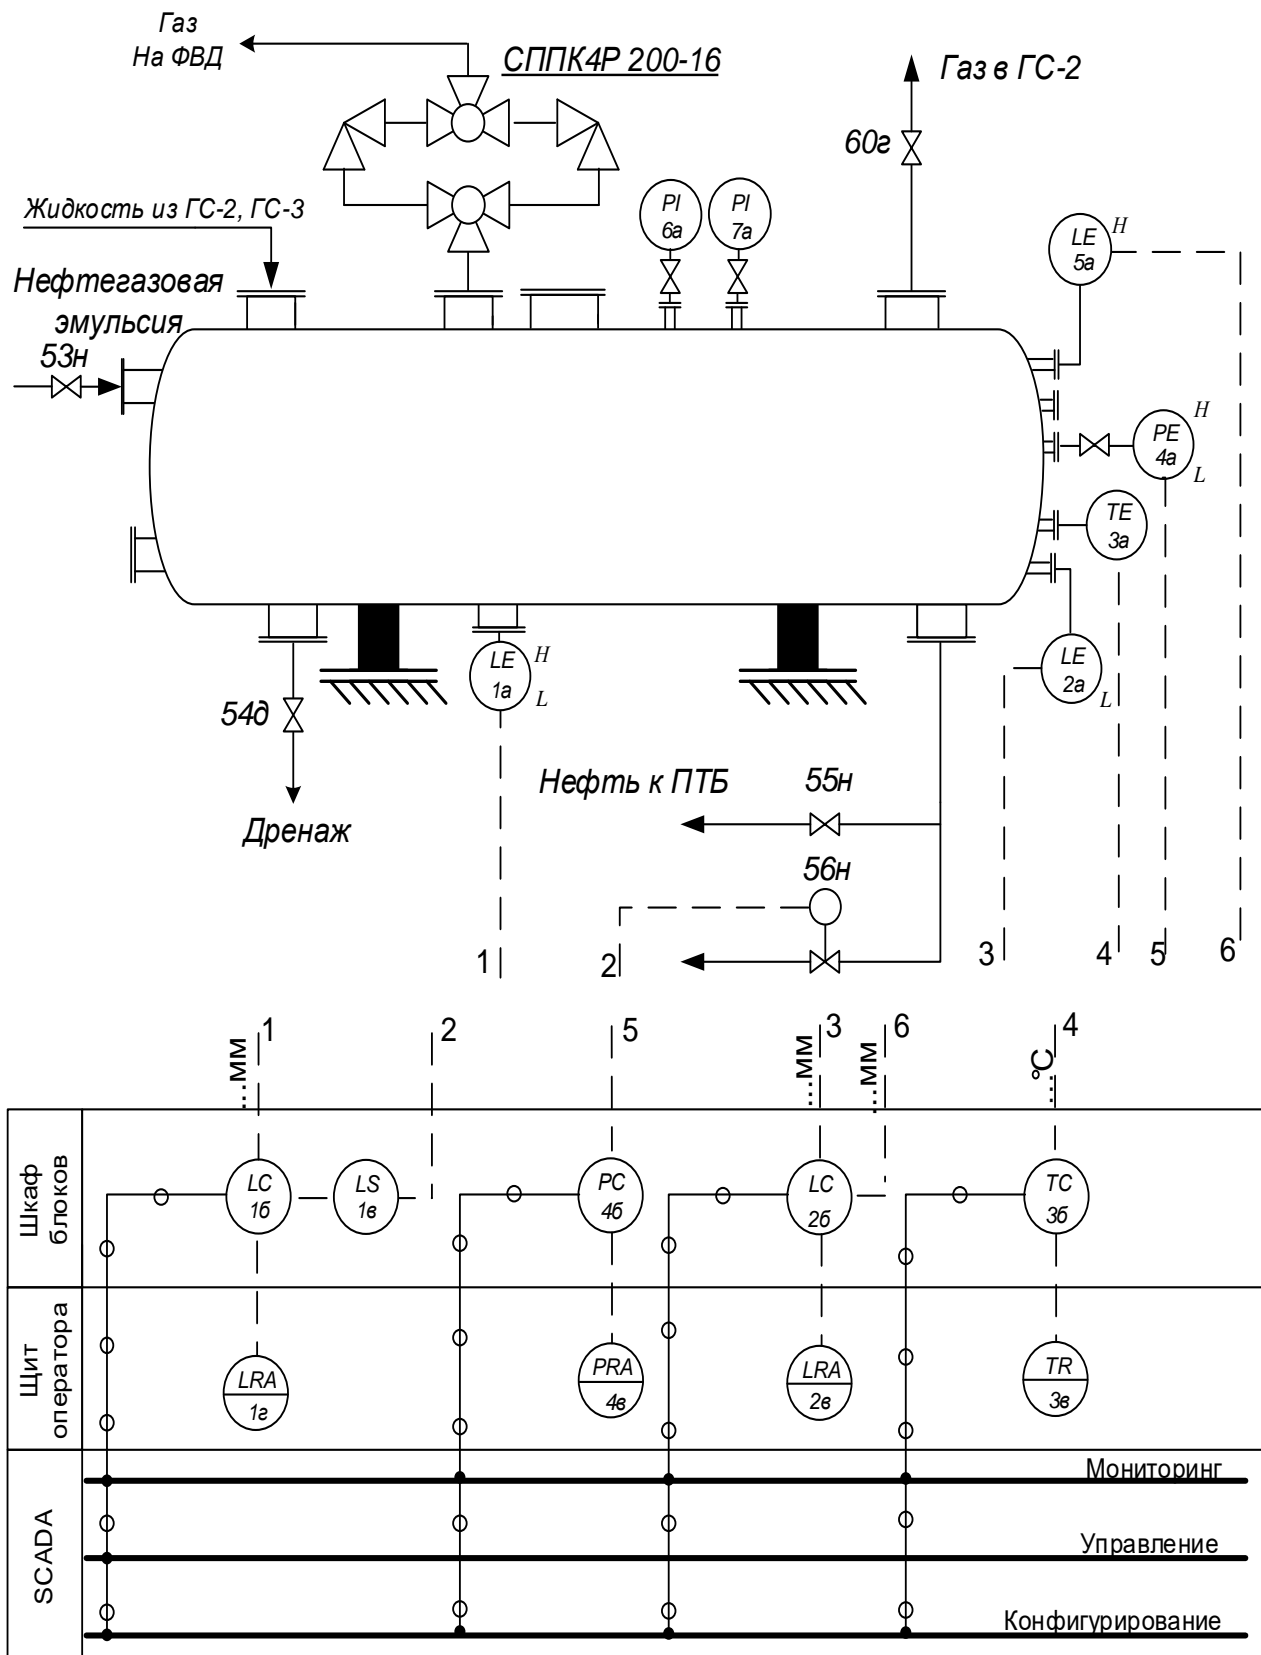 Газ
На ФВД
СППК4Р 200-16
Газ в ГС-2
60г
Жидкость из ГС-2, ГС-3
PI
6а
PI
7а
LE
5а
H
Нефтегазовая
эмульсия
53н
PE
4а
H
L
TE
3а
LE
1а
H
L
LE
2а
L
54д
Дренаж
Нефть к ПТБ
55н
56н
1
2
3
4
5
6
1
2
5
3
6
4
...мм
...мм
...мм
...°С
Шкаф
блоков
LC
1б
LS
1в
PC
4б
LC
2б
TC
3б
Щит
оператора
LRA
1г
PRA
4в
LRA
2в
TR
3в
SCADA
Мониторинг
Управление
Конфигурирование